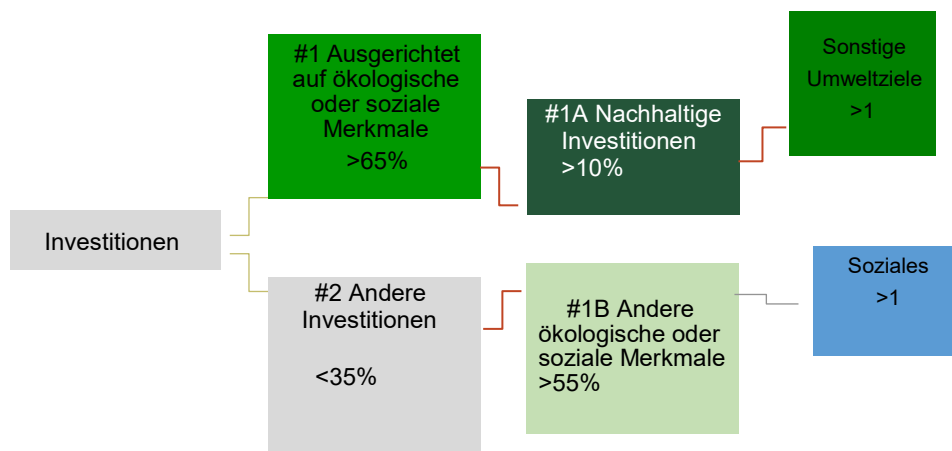 Investitionen
#1 Ausgerichtet
auf ökologische
oder soziale
Merkmale
>65%
#2 Andere
Investitionen
<35%
#1A Nachhaltige
Investitionen
>10%
#1B Andere
ökologische oder
soziale Merkmale
>55%
Sonstige
Umweltziele
>1
Soziales
>1